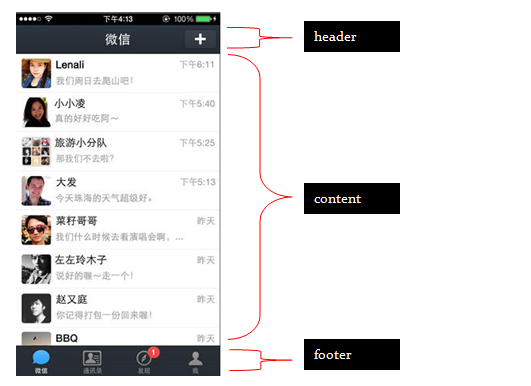 下午4:13 100%
微信
header
Lenali 下午6:11
我们周日去爬山吧!
小小凌 下午5:40
真的好好吃阿～
旅游小分队 下午5:25
那我们不去啦?
大发 下午5:13
今天珠海的天气超级好。
菜籽哥哥 昨天
我们什么时候去看演唱会啊，...
content
左左玲木子 昨天
说好的喔～走一个!
赵又庭 昨天
你记得打包一份回来喔!
BBQ 昨天
1
微信 通讯录 发现 我
footer